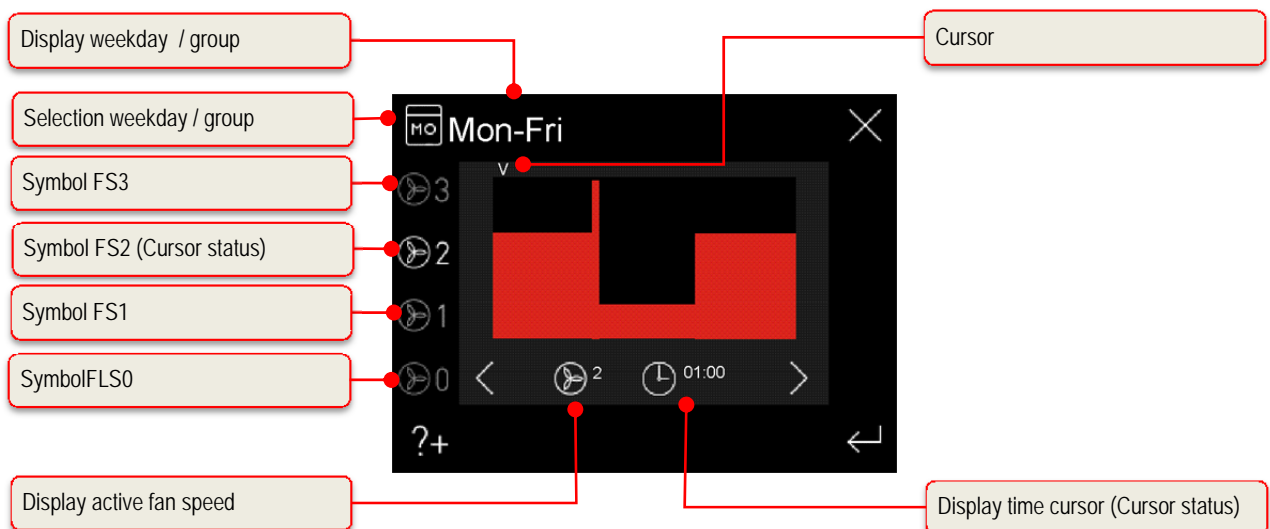 Display weekday / group
Cursor
Selection weekday / group
MO Mon-Fri
Symbol FS3
V
3
Symbol FS2 (Cursor status)
2
Symbol FS1
1
SymbolFLS0
0
2
01:00
?+
Display active fan speed
Display time cursor (Cursor status)